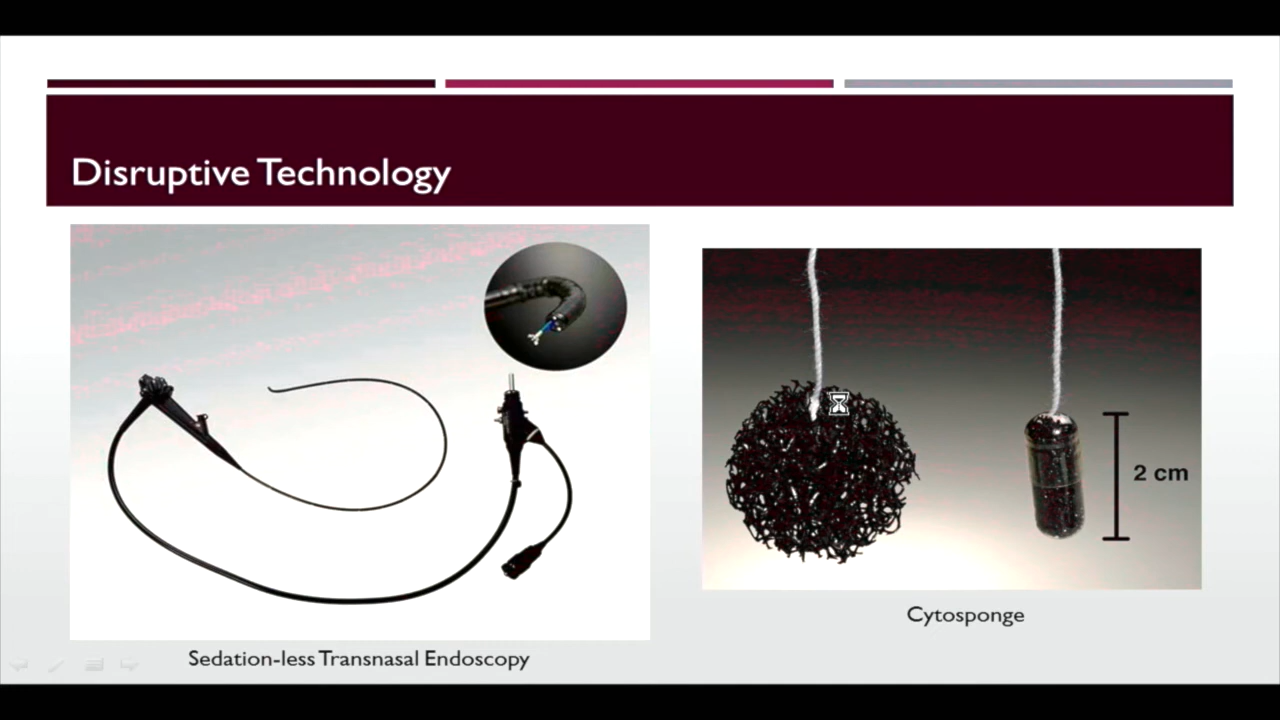 Disruptive Technology
2 cm
Cytosponge
Sedation-less Transnasal Endoscopy